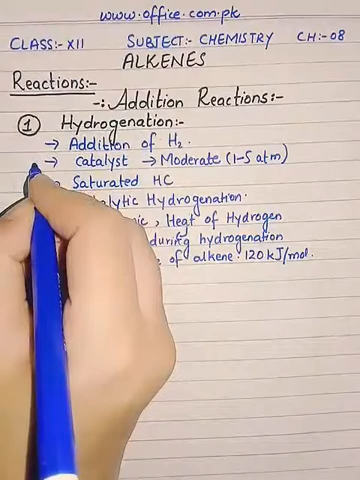 www.office.com.pk
CLASS:- XII SUBJECT:- CHEMISTRY CH:- 08
ALKENES
Reactions:-
-:Addition Reactions:-
① Hydrogenation:-
→ Addition of H₂.
→ catalyst → Moderate (1-5 atm)
Saturated HC
Hydrogenation.
, Heat of Hydrogen
during hydrogenation
of alkene. 120 kJ/mol.